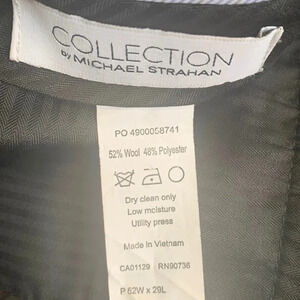 COLLECTION
by MICHAEL STRAHAN
PO 4900058741
52% Wool 48% Polyester
Dry clean only
Low moisture
Utility press
Made in Vietnam
CA01129 RN90736
P 52W x 29L